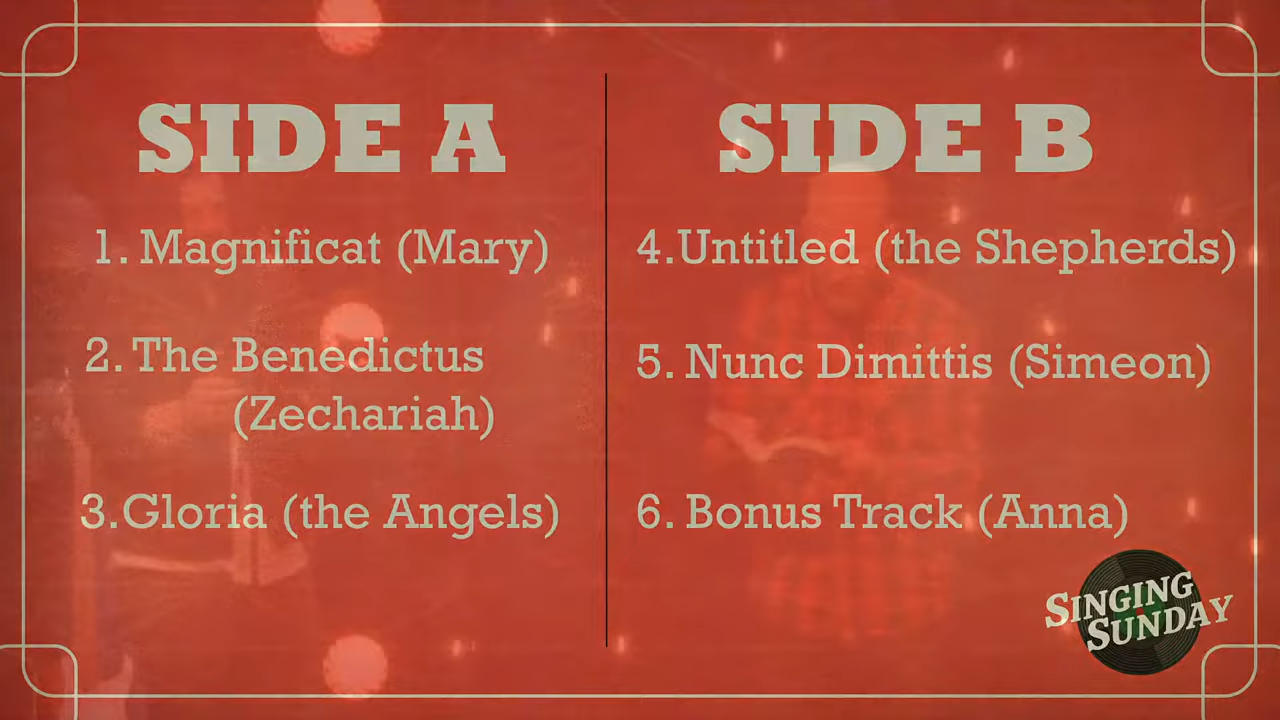 SIDE A
1. Magnificat (Mary)
2. The Benedictus
(Zechariah)
3.Gloria (the Angels)
SIDE B
4.Untitled (the Shepherds)
5. Nunc Dimittis (Simeon)
6. Bonus Track (Anna)
SINGING
SUNDAY